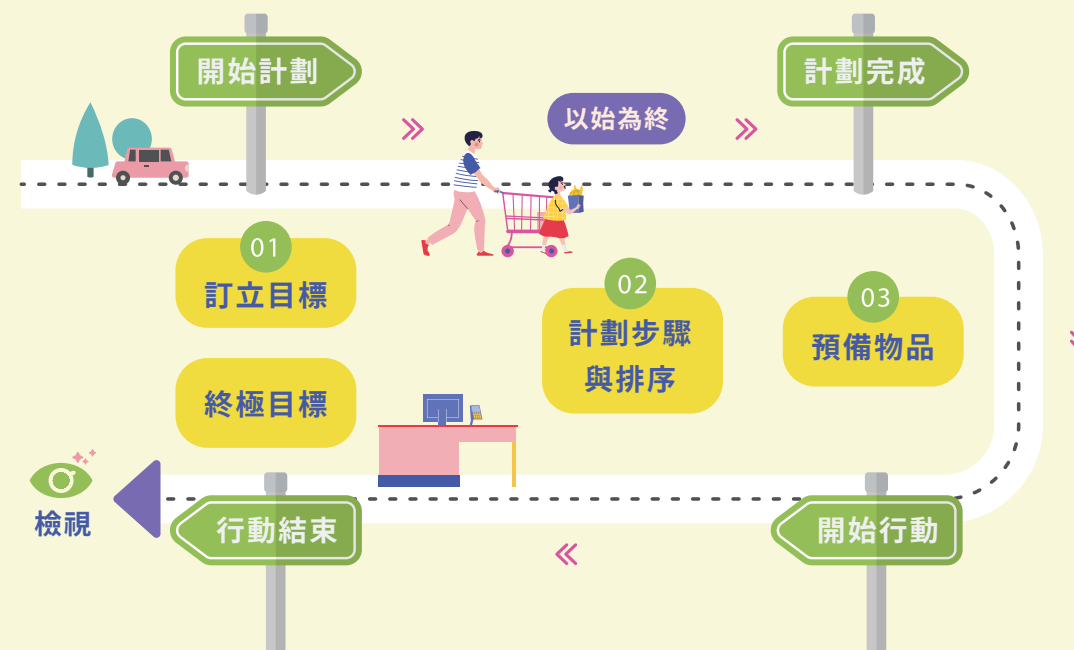 開始計劃
計劃完成
以始為終
01
訂立目標
02
計劃步驟
與排序
03
預備物品
終極目標
檢視
行動結束
開始行動